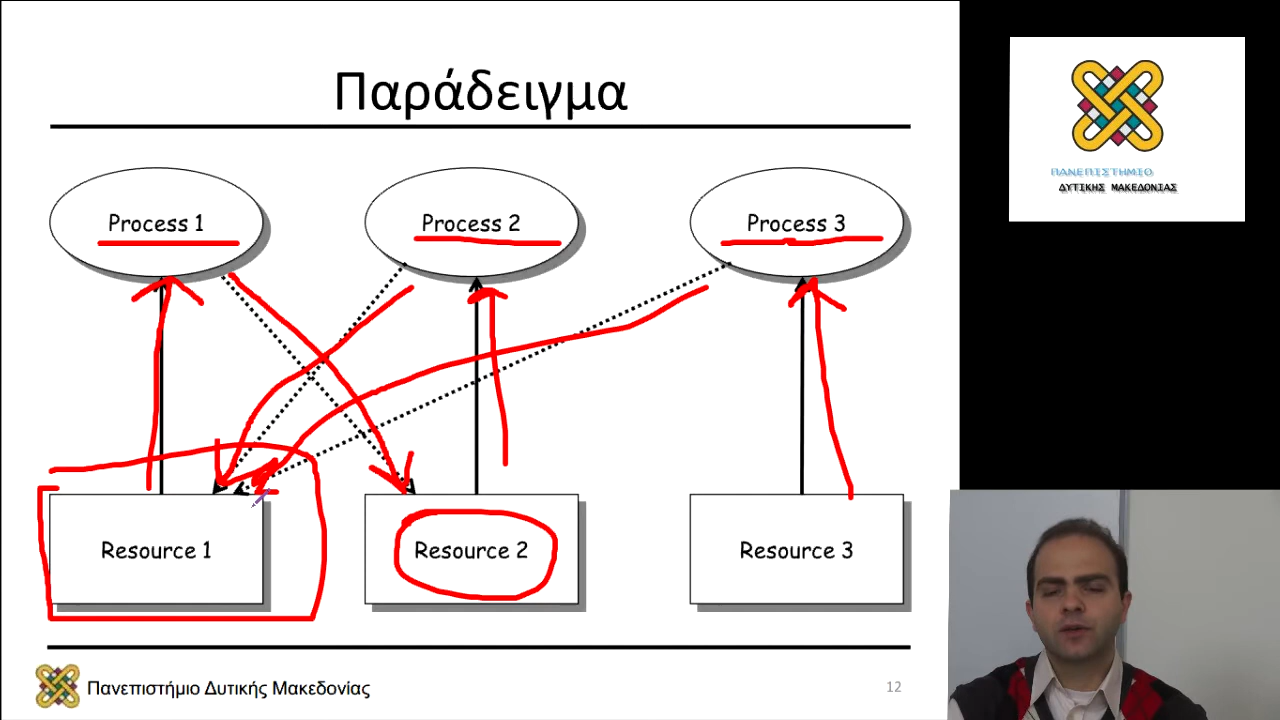 Παράδειγμα
Process 1
Process 2
Process 3
Resource 1
Resource 2
Resource 3
Πανεπιστήμιο Δυτικής Μακεδονίας
12
ΠΑΝΕΠΙΣΤΗΜΙΟ
ΔΥΤΙΚΗΣ ΜΑΚΕΔΟΝΙΑΣ